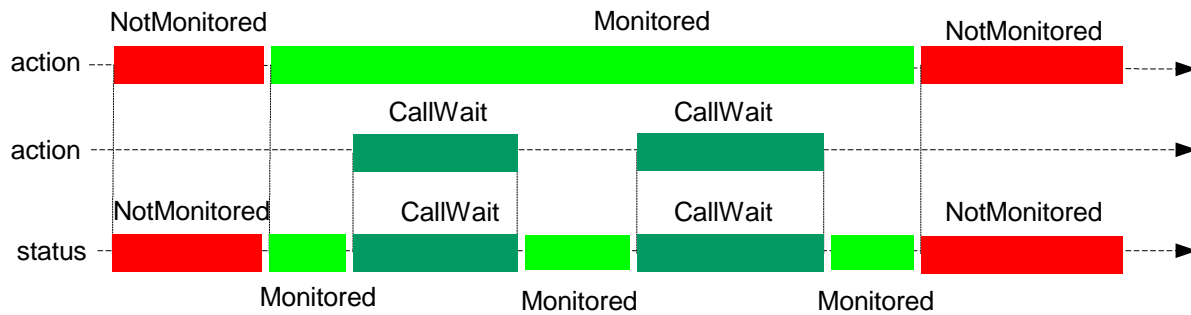 NotMonitored Monitored NotMonitored
action
CallWait CallWait
action
NotMonitored CallWait CallWait NotMonitored
status
Monitored Monitored Monitored